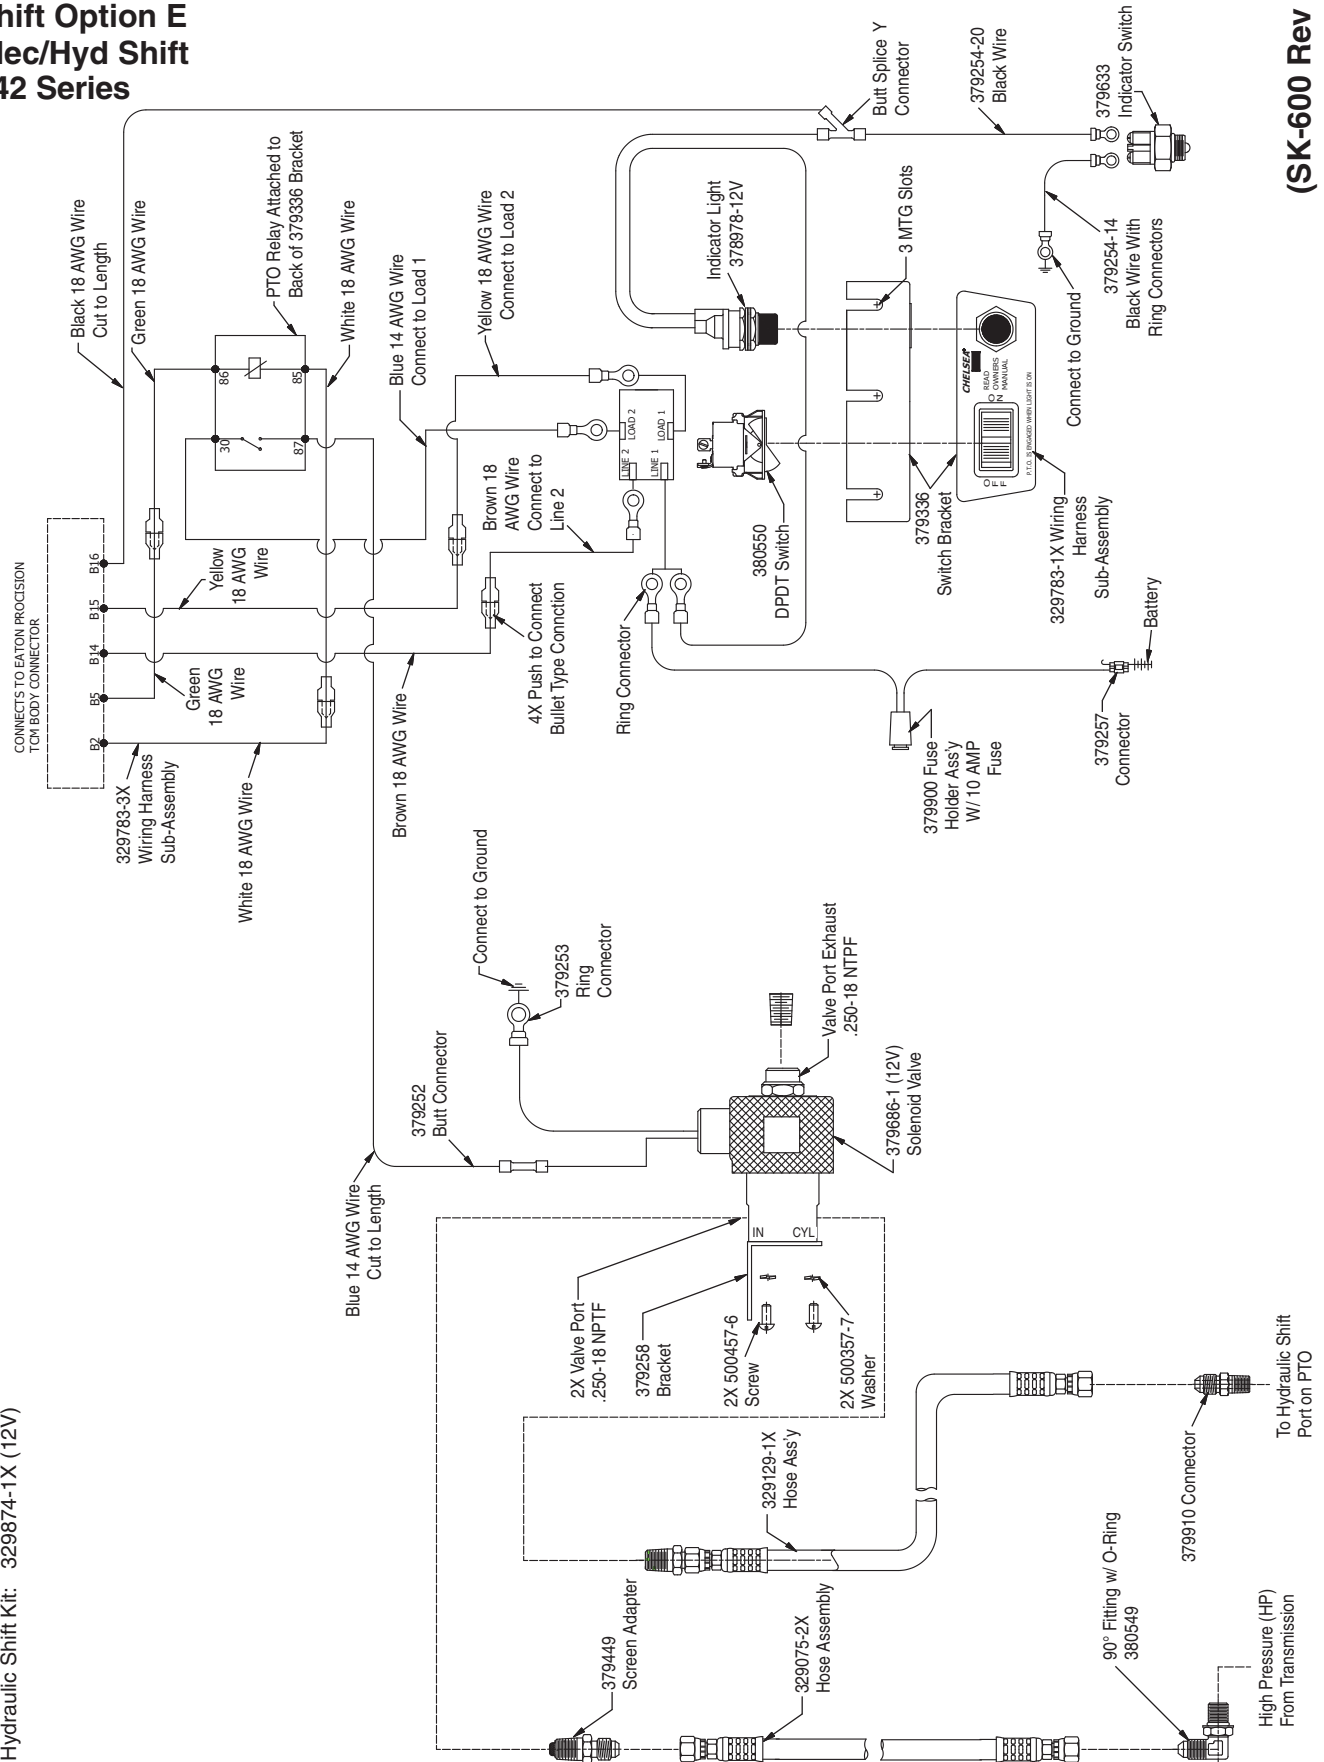 hift Option E
lec/Hyd Shift
42 Series
Hydraulic Shift Kit: 329874-1X (12V)
(SK-600 Rev
CONNECTS TO EATON PROCISION
TCM BODY CONNECTOR
B2
B5
B14
B15
B16
329783-3X
Wiring Harness
Sub-Assembly
White 18 AWG Wire
Green
18 AWG
Wire
Yellow
18 AWG
Wire
Brown 18 AWG Wire
Black 18 AWG Wire
Cut to Length
Green 18 AWG Wire
PTO Relay Attached to
Back of 379336 Bracket
30
86
87
85
White 18 AWG Wire
Blue 14 AWG Wire
Connect to Load 1
Yellow 18 AWG Wire
Connect to Load 2
Brown 18
AWG Wire
Connect to
Line 2
4X Push to Connect
Bullet Type Conntion
LINE 2
LOAD 2
LINE 1
LOAD 1
Ring Connector
380550
DPDT Switch
Indicator Light
378978-12V
3 MTG Slots
379336
Switch Bracket
CHELSEA
READ
OWNERS
MANUAL
ON
OFF
P.T.O. IS ENGAGED WHEN LIGHT IS ON
329783-1X Wiring
Harness
Sub-Assembly
Butt Splice Y
Connector
379254-20
Black Wire
379633
Indicator Switch
379254-14
Black Wire With
Ring Connectors
Connect to Ground
379900 Fuse
Holder Ass'y
W/ 10 AMP
Fuse
379257
Connector
Battery
Connect to Ground
379253
Ring
Connector
379252
Butt Connector
Blue 14 AWG Wire
Cut to Length
Valve Port Exhaust
.250-18 NTPF
379686-1 (12V)
Solenoid Valve
IN
CYL
2X Valve Port
.250-18 NPTF
379258
Bracket
2X 500457-6
Screw
2X 500357-7
Washer
329129-1X
Hose Ass'y
379449
Screen Adapter
329075-2X
Hose Assembly
379910 Connector
To Hydraulic Shift
Port on PTO
90° Fitting w/ O-Ring
380549
High Pressure (HP)
From Transmission